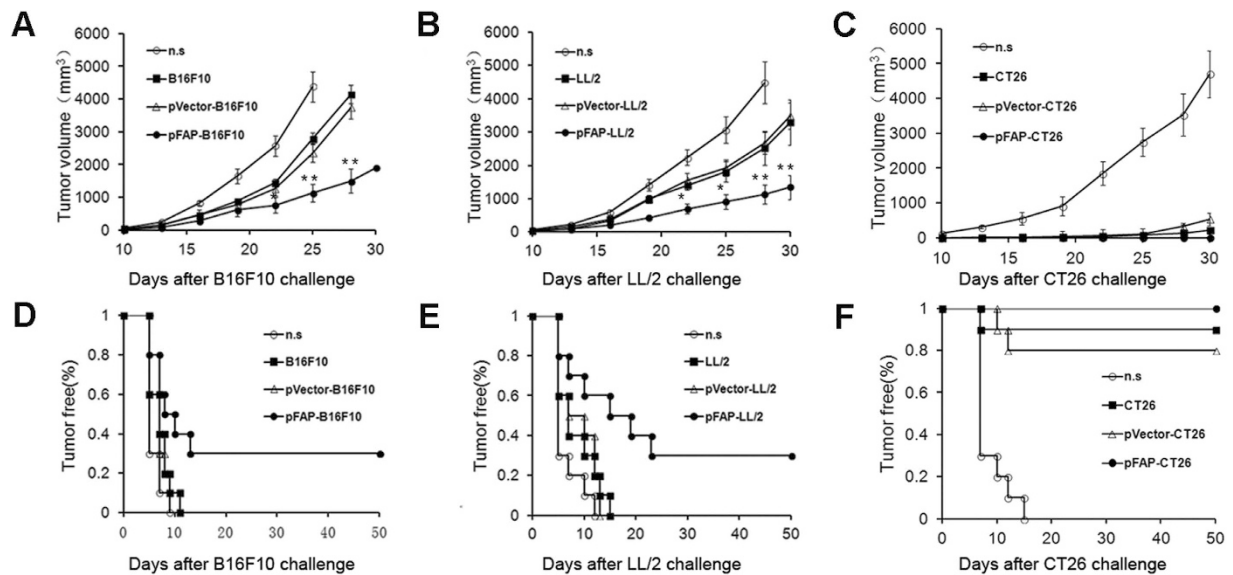 A
Tumor volume（mm³）
6000
5000
4000
3000
2000
1000
0
n.s
B16F10
pVector-B16F10
pFAP-B16F10
*
**
**
10 15 20 25 30
Days after B16F10 challenge
B
Tumor volume（mm³）
6000
5000
4000
3000
2000
1000
0
n.s
LL/2
pVector-LL/2
pFAP-LL/2
*
*
**
**
10 15 20 25 30
Days after LL/2 challenge
C
Tumor volume（mm³）
6000
5000
4000
3000
2000
1000
0
n.s
CT26
pVector-CT26
pFAP-CT26
10 15 20 25 30
Days after CT26 challenge
D
Tumor free(%)
1
0.8
0.6
0.4
0.2
0
n.s
B16F10
pVector-B16F10
pFAP-B16F10
0 10 20 30 40 50
Days after B16F10 challenge
E
Tumor free(%)
1
0.8
0.6
0.4
0.2
0
n.s
LL/2
pVector-LL/2
pFAP-LL/2
0 10 20 30 40 50
Days after LL/2 challenge
F
Tumor free(%)
1
0.8
0.6
0.4
0.2
0
n.s
CT26
pVector-CT26
pFAP-CT26
0 10 20 30 40 50
Days after CT26 challenge